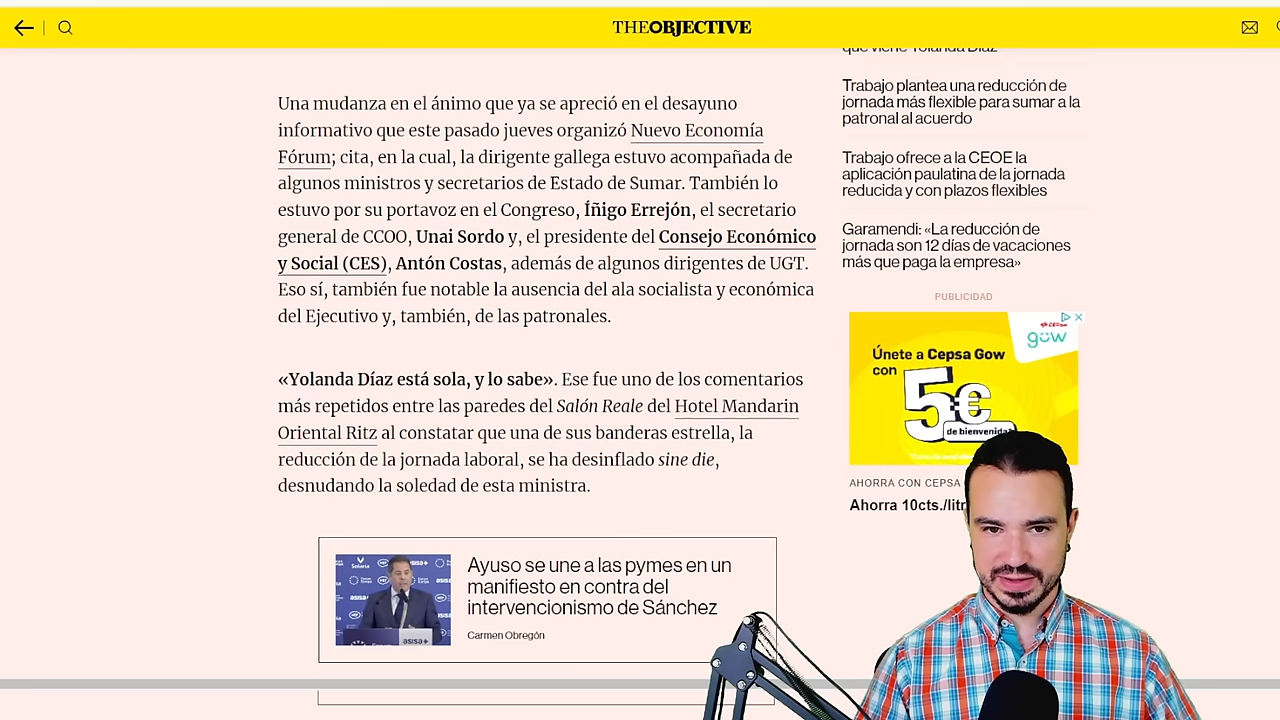 THEOBJECTIVE
que viene Yolanda Díaz
Una mudanza en el ánimo que ya se apreció en el desayuno
informativo que este pasado jueves organizó Nuevo Economía
Fórum; cita, en la cual, la dirigente gallega estuvo acompañada de
algunos ministros y secretarios de Estado de Sumar. También lo
estuvo por su portavoz en el Congreso, Íñigo Errejón, el secretario
general de CCOO, Unai Sordo y, el presidente del Consejo Económico
y Social (CES), Antón Costas, además de algunos dirigentes de UGT.
Eso sí, también fue notable la ausencia del ala socialista y económica
del Ejecutivo y, también, de las patronales.
«Yolanda Díaz está sola, y lo sabe». Ese fue uno de los comentarios
más repetidos entre las paredes del Salón Reale del Hotel Mandarin
Oriental Ritz al constatar que una de sus banderas estrella, la
reducción de la jornada laboral, se ha desinflado sine die,
desnudando la soledad de esta ministra.
Ayuso se une a las pymes en un
manifiesto en contra del
intervencionismo de Sánchez
Carmen Obregón
Solaria
asisa+
Trabajo plantea una reducción de
jornada más flexible para sumar a la
patronal al acuerdo
Trabajo ofrece a la CEOE la
aplicación paulatina de la jornada
reducida y con plazos flexibles
Garamendi: «La reducción de
jornada son 12 días de vacaciones
más que paga la empresa»
PUBLICIDAD
CEPSA
gow
Únete a Cepsa Gow
con
5€
de bienvenida
AHORRA CON CEPSA
Ahorra 10cts./litr